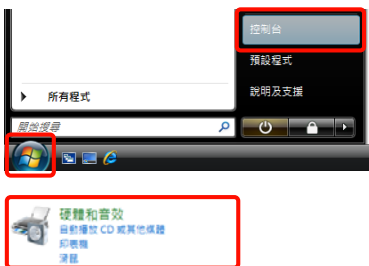 控制台
預設程式
說明及支援
所有程式
開始搜尋
硬體和音效
自動播放 CD 或其他媒體
印表機
滑鼠